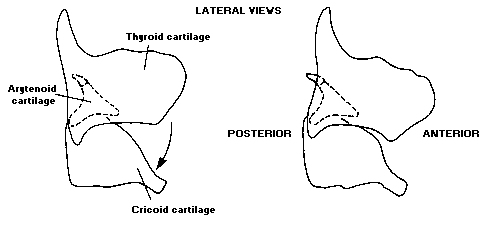 LATERAL VIEWS
Thyroid cartilage
Arytenoid
cartilage
POSTERIOR
ANTERIOR
Cricoid cartilage